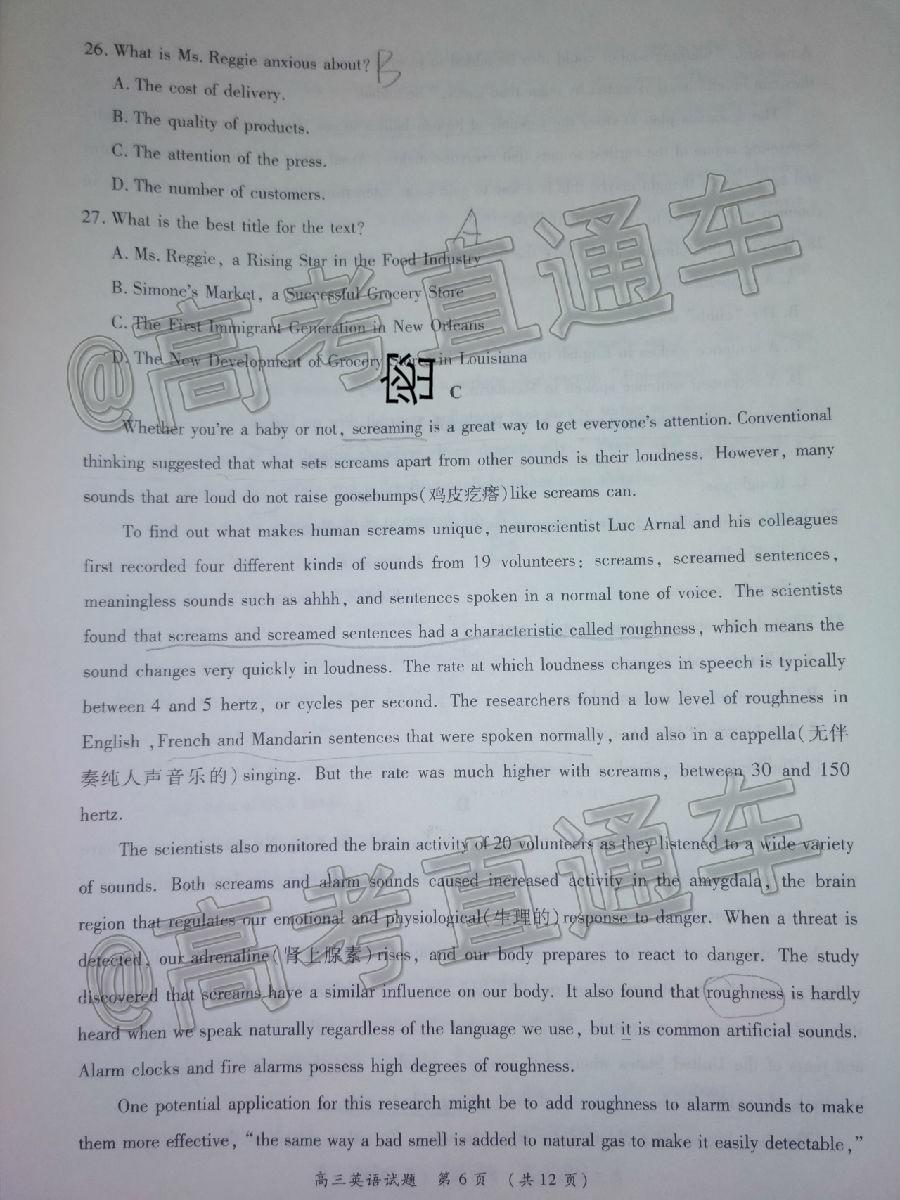 26. What is Ms. Reggie anxious about? B
A. The cost of delivery.
B. The quality of products.
C. The attention of the press.
D. The number of customers.
27. What is the best title for the text? A
A. Ms. Reggie, a Rising Star in the Food Industry
B. Simone's Market, a Successful Grocery Store
C. The First Immigrant Generation in New Orleans
D. The New Development of Grocery Stores in Louisiana
密
C
Whether you're a baby or not, screaming is a great way to get everyone's attention. Conventional
thinking suggested that what sets screams apart from other sounds is their loudness. However, many
sounds that are loud do not raise goosebumps(鸡皮疙瘩)like screams can.
To find out what makes human screams unique, neuroscientist Luc Arnal and his colleagues
first recorded four different kinds of sounds from 19 volunteers: screams, screamed sentences,
meaningless sounds such as ahhh, and sentences spoken in a normal tone of voice. The scientists
found that screams and screamed sentences had a characteristic called roughness, which means the
sound changes very quickly in loudness. The rate at which loudness changes in speech is typically
between 4 and 5 hertz, or cycles per second. The researchers found a low level of roughness in
English ,French and Mandarin sentences that were spoken normally, and also in a cappella(无伴
奏纯人声音乐的)singing. But the rate was much higher with screams, between 30 and 150
hertz.
The scientists also monitored the brain activity of 20 volunteers as they listened to a wide variety
of sounds. Both screams and alarm sounds caused increased activity in the amygdala, the brain
region that regulates our emotional and physiological(生理的)response to danger. When a threat is
detected, our adrenaline(肾上腺素)rises, and our body prepares to react to danger. The study
discovered that screams have a similar influence on our body. It also found that roughness is hardly
heard when we speak naturally regardless of the language we use, but it is common artificial sounds.
Alarm clocks and fire alarms possess high degrees of roughness.
One potential application for this research might be to add roughness to alarm sounds to make
them more effective, "the same way a bad smell is added to natural gas to make it easily detectable,"
高三英语试题 第 6 页 (共 12 页)
@高考直通车
@高考直通车